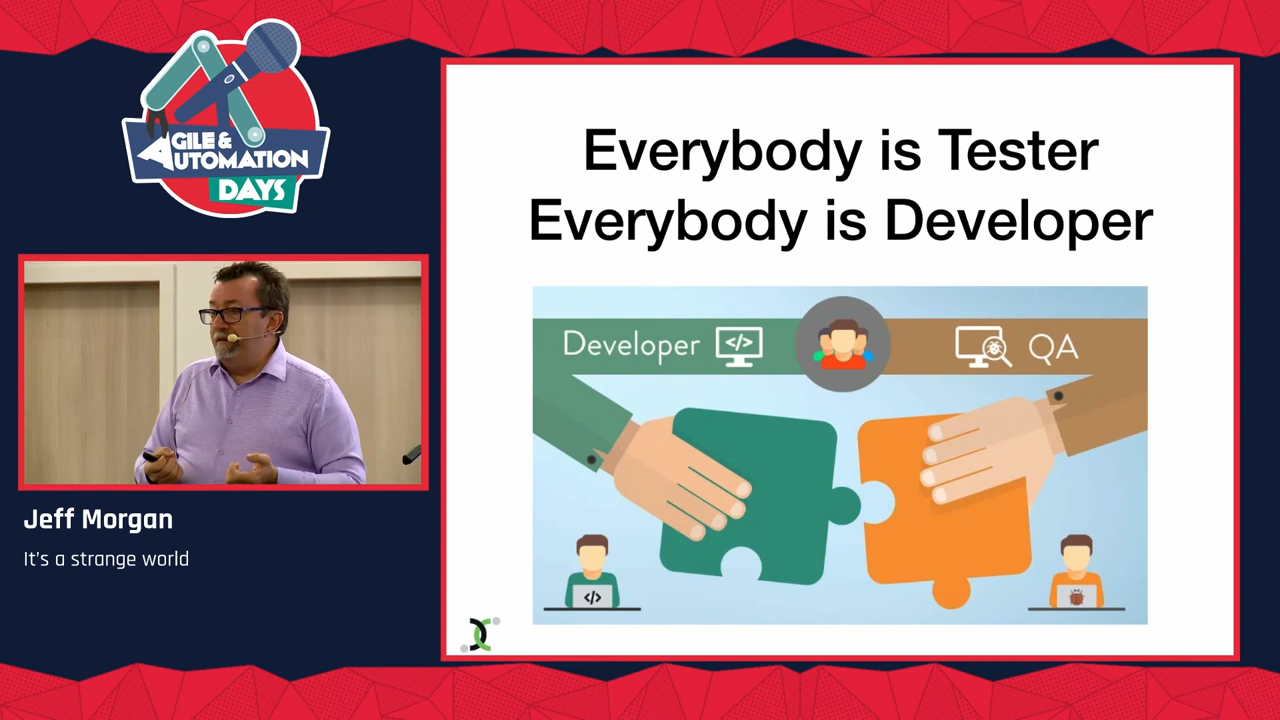 AGILE &
AUTOMATION
DAYS
Jeff Morgan
It's a strange world
Everybody is Tester
Everybody is Developer
Developer </>
QA
</>